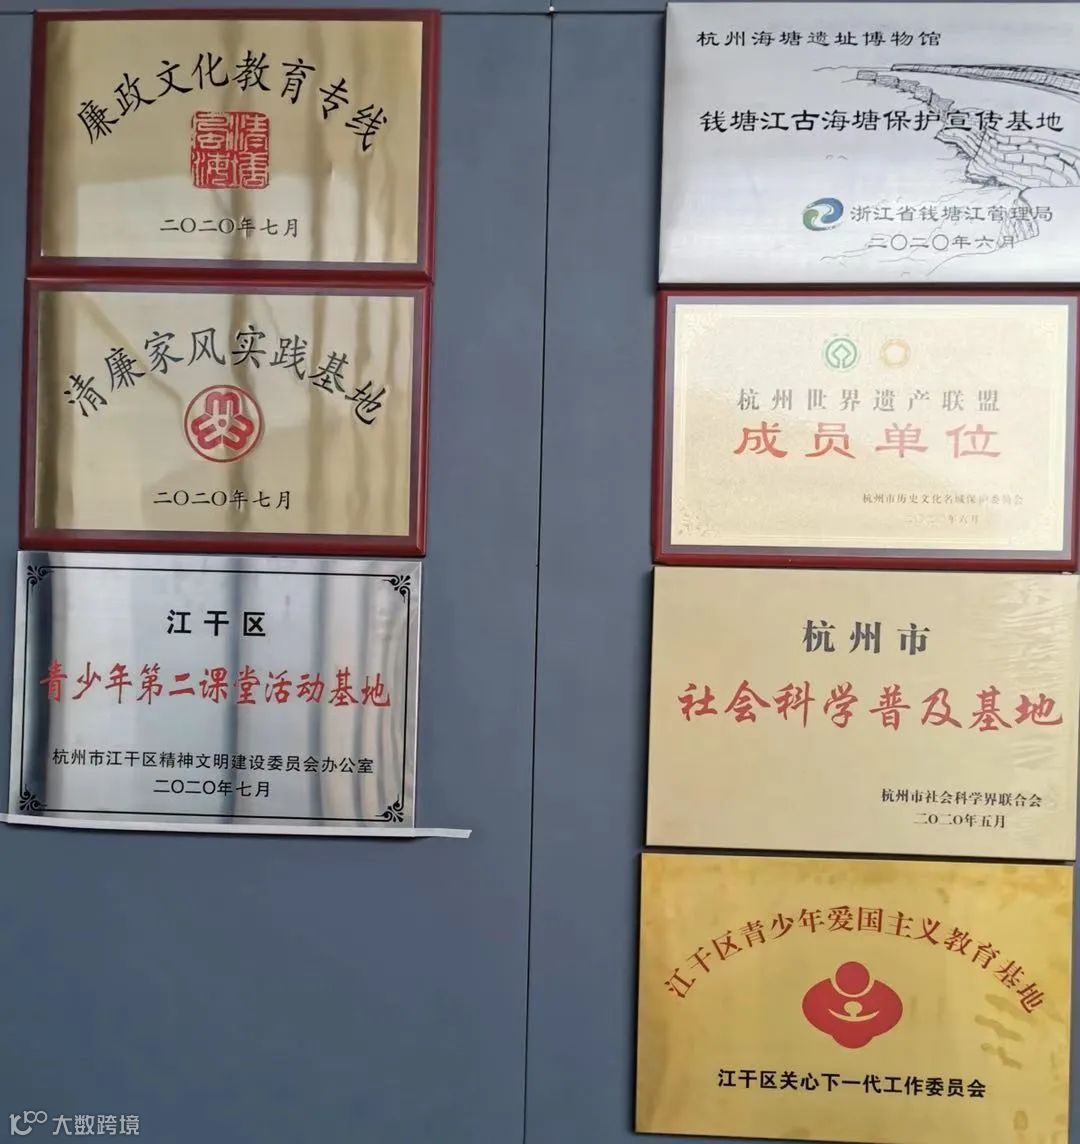 廉政文化教育专线
二〇二〇年七月
清廉家风实践基地
二〇二〇年七月
江干区
青少年第二课堂活动基地
杭州市江干区精神文明建设委员会办公室
二〇二〇年七月
杭州海塘遗址博物馆
钱塘江古海塘保护宣传基地
浙江省钱塘江管理局
二〇二〇年六月
杭州世界遗产联盟
成员单位
杭州市历史文化名城保护委员会
二〇二〇年六月
杭州市
社会科学普及基地
杭州市社会科学界联合会
二〇二〇年五月
江干区青少年爱国主义教育基地
江干区关心下一代工作委员会
大数跨境